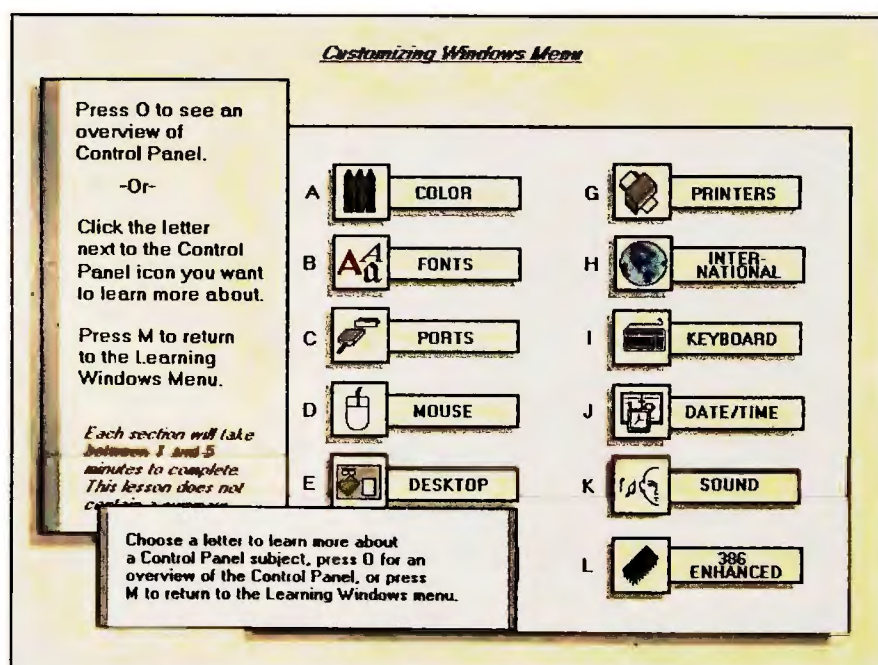 Customizing Windows Menu
Press O to see an
overview of
Control Panel.
-Or-
Click the letter
next to the Control
Panel icon you want
to learn more about.
Press M to return
to the Learning
Windows Menu.
Each section will take
between 1 and 5
minutes to complete.
This lesson does not
A COLOR
B FONTS
C PORTS
D MOUSE
E DESKTOP
G PRINTERS
H INTER-
NATIONAL
I KEYBOARD
J DATE/TIME
K SOUND
L 386
ENHANCED
Choose a letter to learn more about
a Control Panel subject, press O for an
overview of the Control Panel, or press
M to return to the Learning Windows menu.